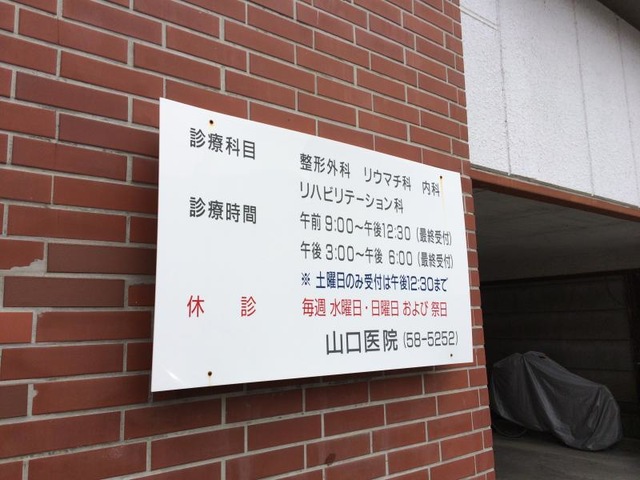 診療科目 整形外科 リウマチ科 内科
リハビリテーション科
診療時間 午前 9:00〜午後12:30 (最終受付)
午後 3:00〜午後 6:00 (最終受付)
※ 土曜日のみ受付は午後12:30まで
休診 毎週 水曜日・日曜日 および 祭日
山口医院 (58-5252)